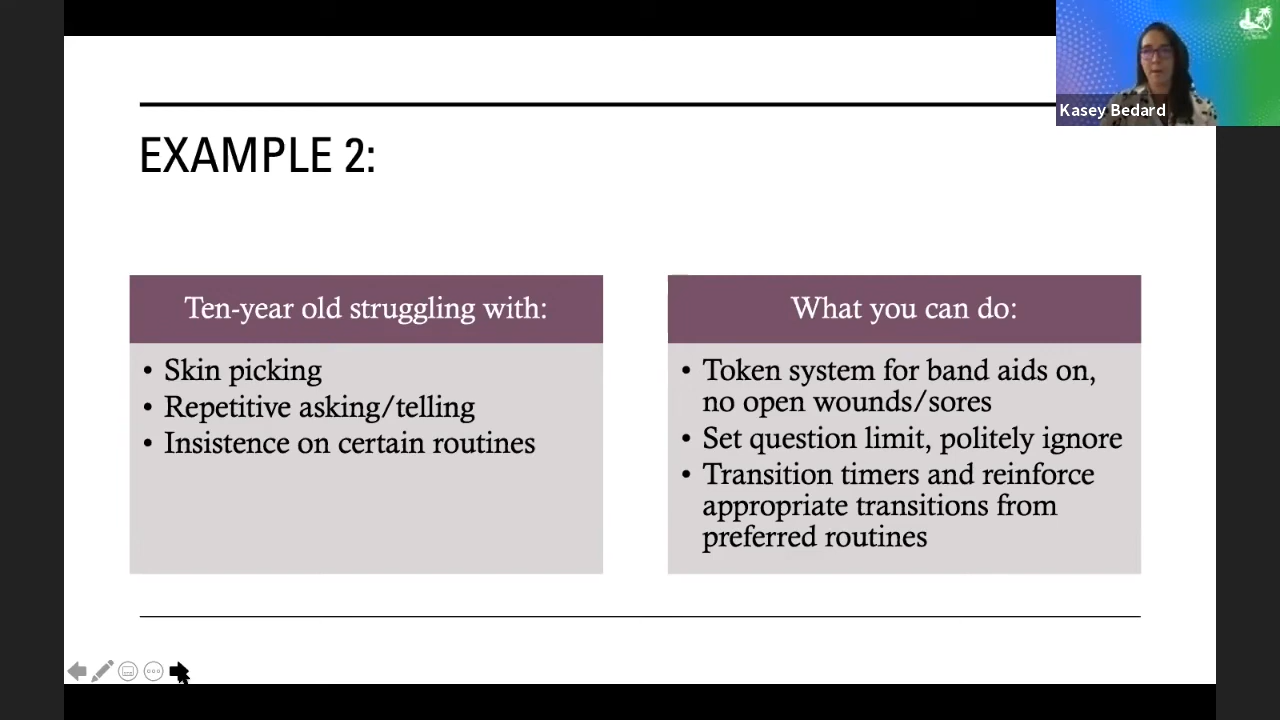 Kasey Bedard
EXAMPLE 2:
Ten-year old struggling with:
• Skin picking
• Repetitive asking/telling
• Insistence on certain routines
What you can do:
• Token system for band aids on,
no open wounds/sores
• Set question limit, politely ignore
• Transition timers and reinforce
appropriate transitions from
preferred routines